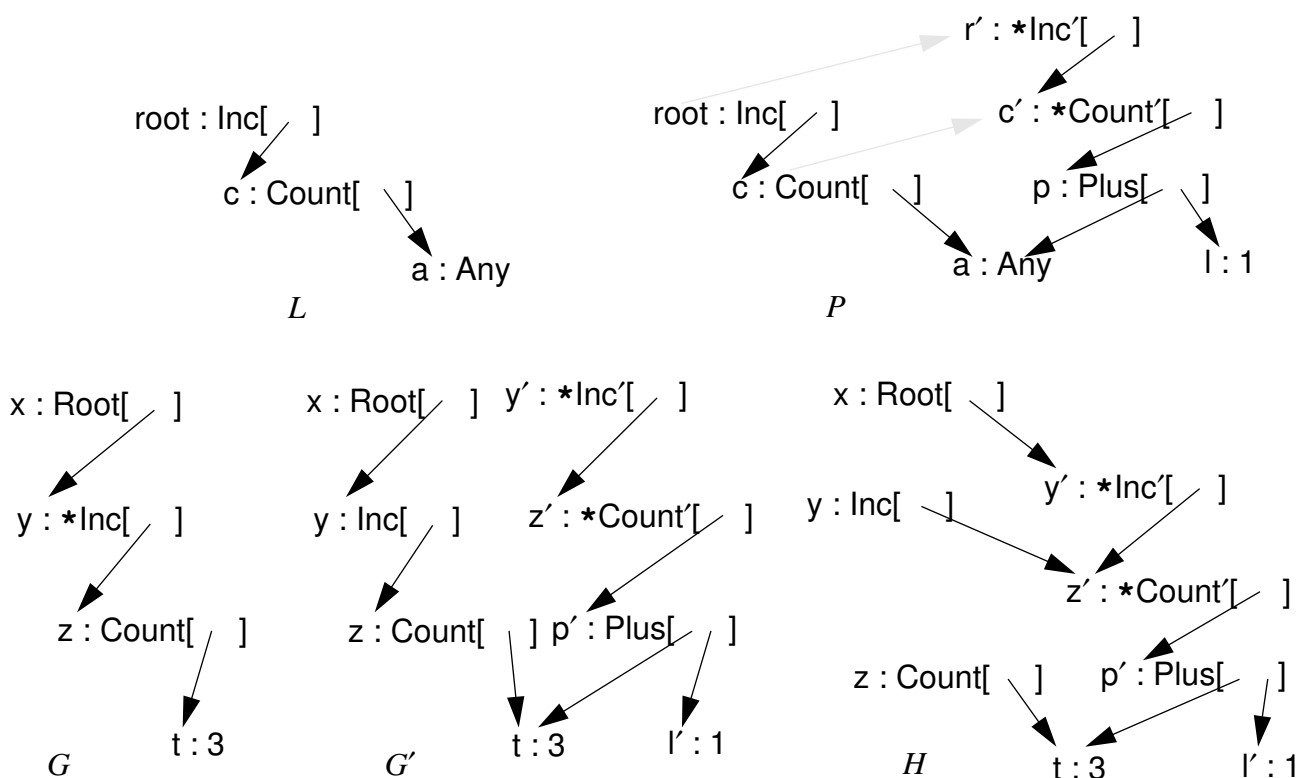 r′ : *Inc′[ ]
root : Inc[ ]
root : Inc[ ]
c′ : *Count′[ ]
c : Count[ ]
c : Count[ ]
p : Plus[ ]
a : Any
a : Any
l : 1
L
P
x : Root[ ]
x : Root[ ]
y′ : *Inc′[ ]
x : Root[ ]
y : *Inc[ ]
y : Inc[ ]
z′ : *Count′[ ]
y : Inc[ ]
y′ : *Inc′[ ]
z′ : *Count′[ ]
z : Count[ ]
z : Count[ ]
p′ : Plus[ ]
z : Count[ ]
p′ : Plus[ ]
t : 3
t : 3
l′ : 1
t : 3
l′ : 1
G
G′
H